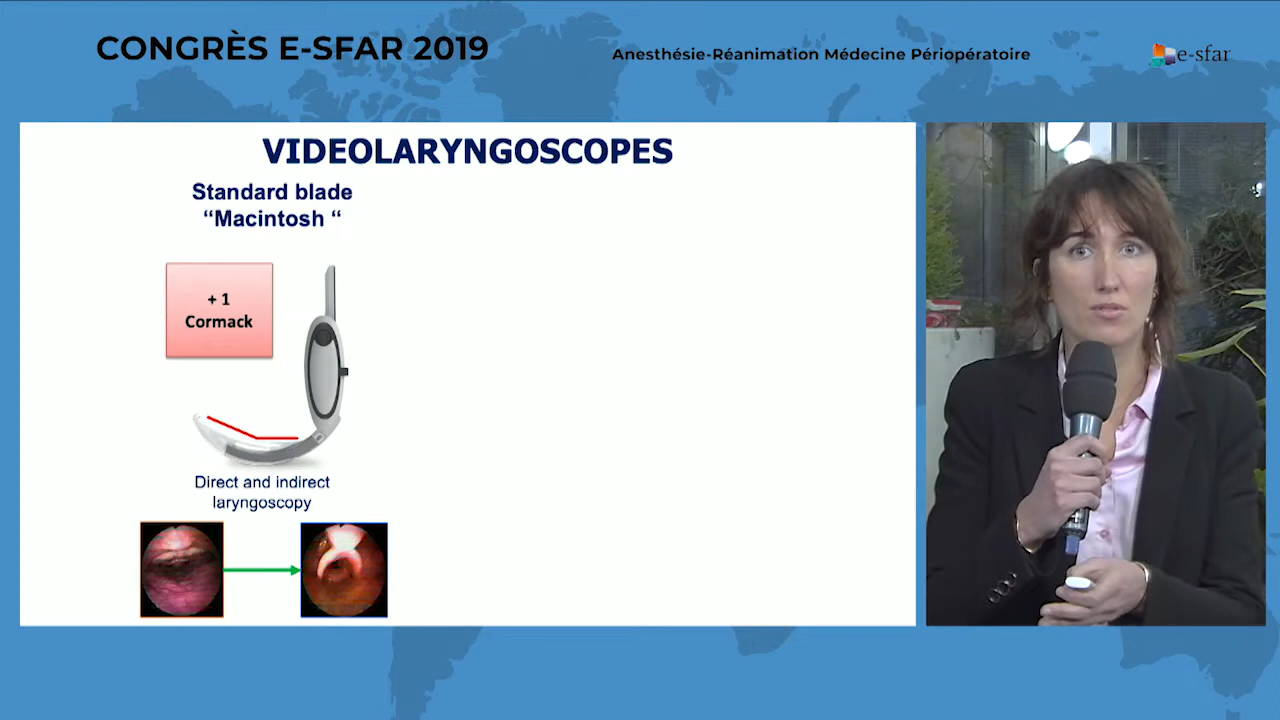 CONGRÈS E-SFAR 2019
Anesthésie-Réanimation Médecine Périopératoire
e-sfar
VIDEOLARYNGOSCOPES
Standard blade
“Macintosh “
+ 1
Cormack
Direct and indirect
laryngoscopy